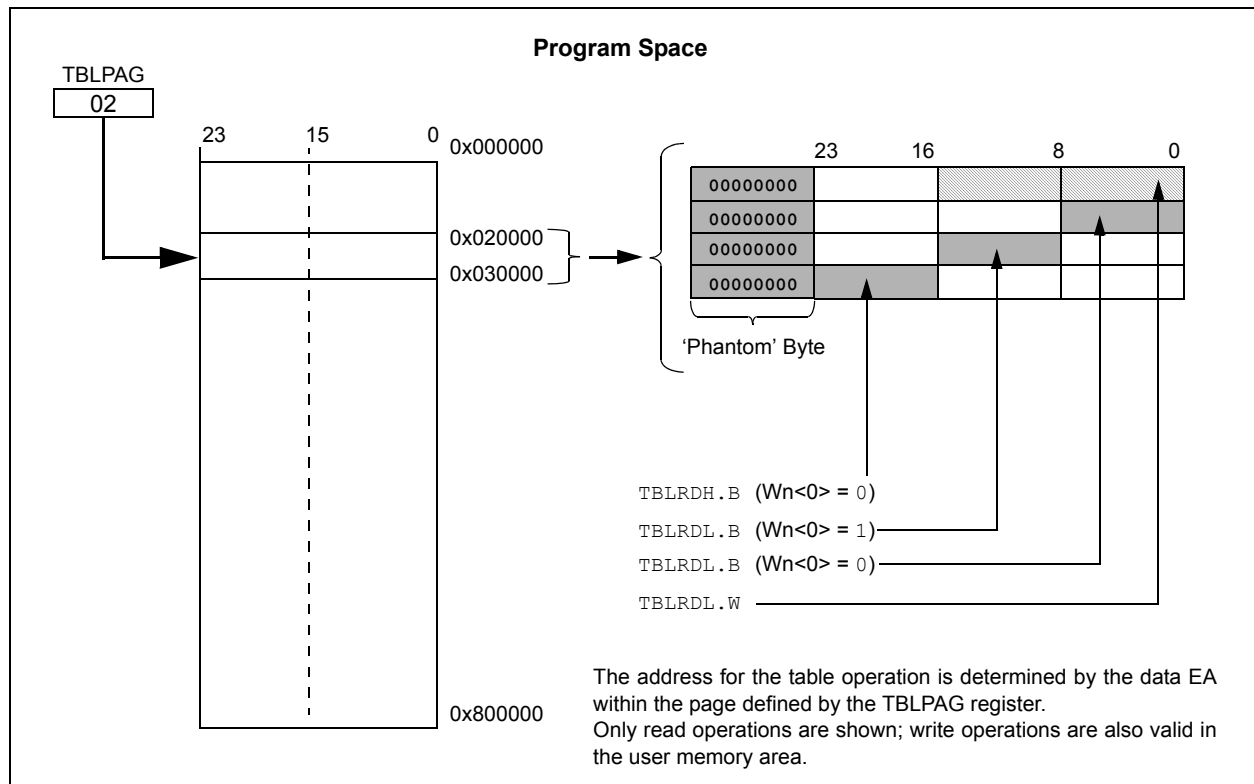 Program Space
TBLPAG
02
23 15 0
0x000000
23 16 8 0
00000000
00000000
0x020000
00000000
0x030000
00000000
‘Phantom’ Byte
TBLRDH.B (Wn<0> = 0)
TBLRDL.B (Wn<0> = 1)
TBLRDL.B (Wn<0> = 0)
TBLRDL.W
0x800000
The address for the table operation is determined by the data EA
within the page defined by the TBLPAG register.
Only read operations are shown; write operations are also valid in
the user memory area.